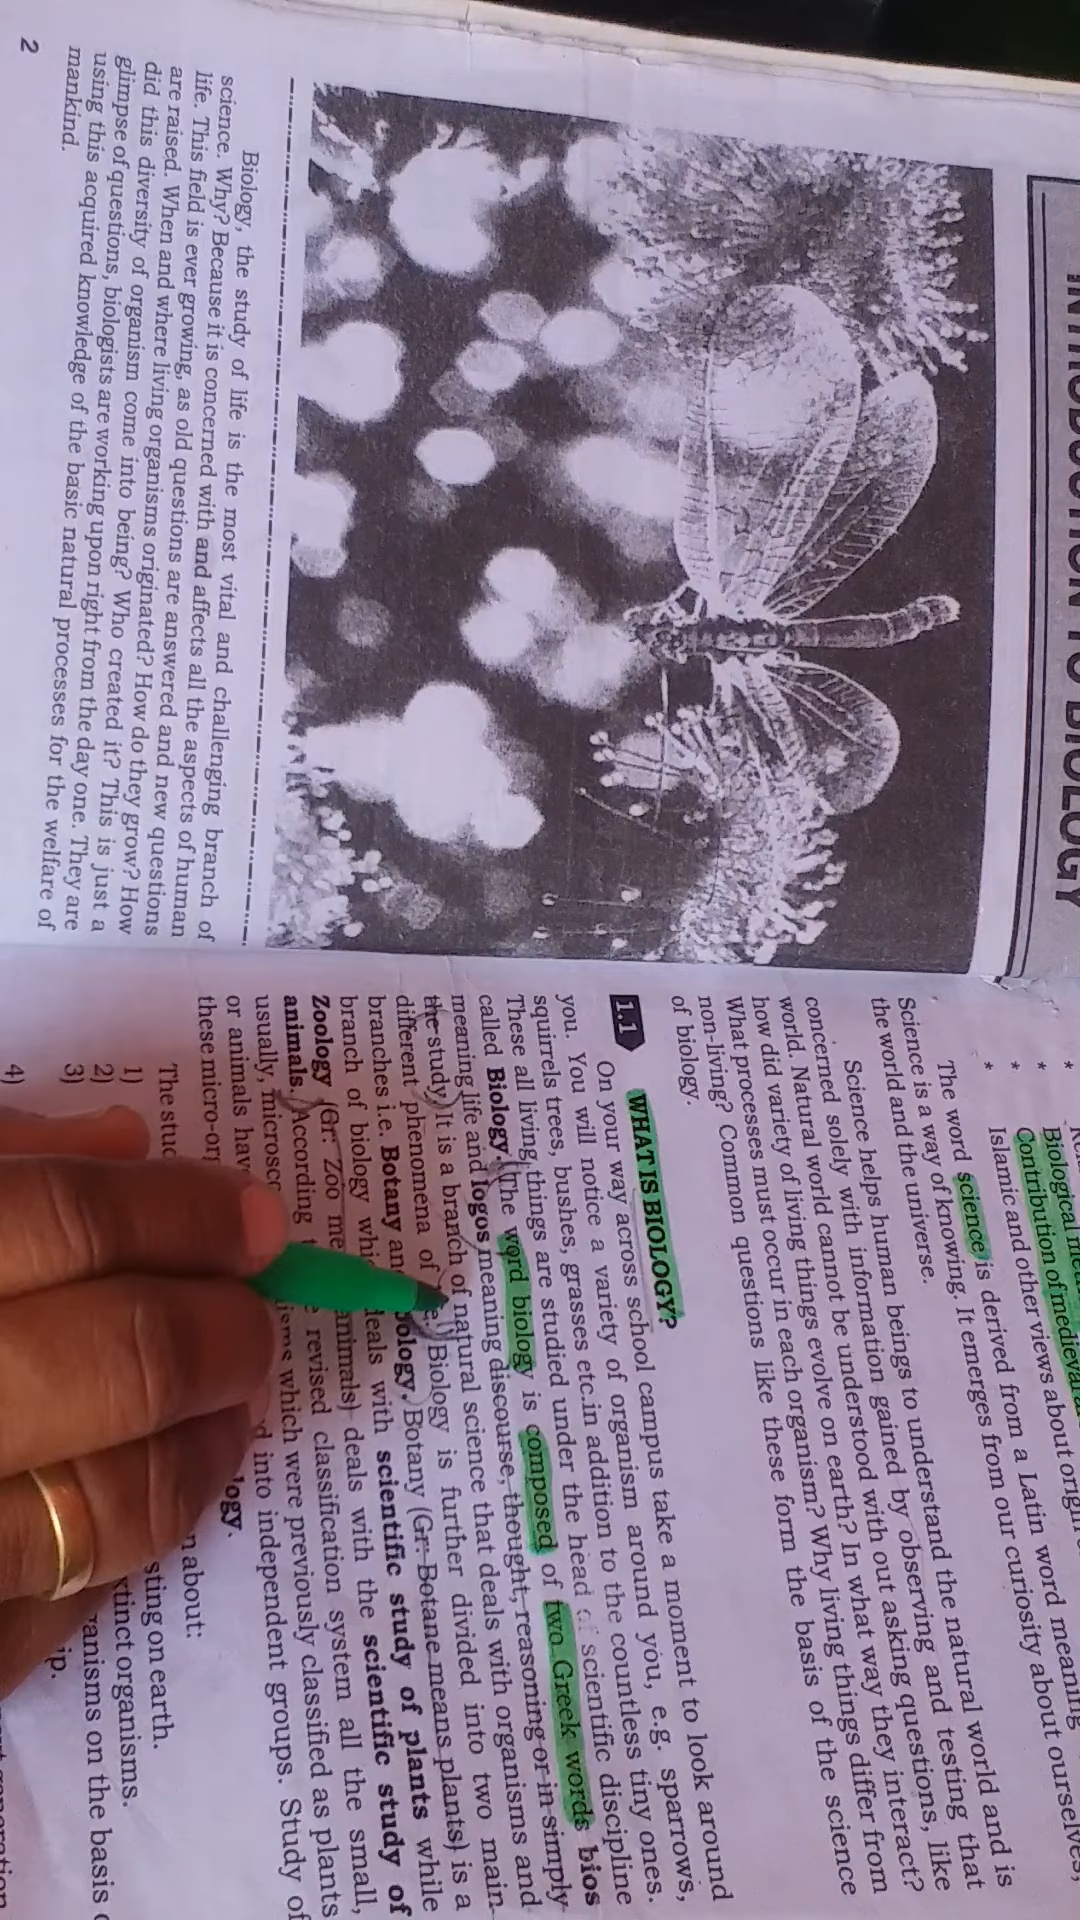 INTRODUCTION TO BIOLOGY
Biology, the study of life is the most vital and challenging branch of
science. Why? Because it is concerned with and affects all the aspects of human
life. This field is ever growing, as old questions are answered and new questions
are raised. When and where living organisms originated? How do they grow? How
did this diversity of organism come into being? Who created it? This is just a
glimpse of questions, biologists are working upon right from the day one. They are
using this acquired knowledge of the basic natural processes for the welfare of
mankind.
2
Biological
* Contribution of medieval
* Islamic and other views about origin
The word science is derived from a Latin word meaning
Science is a way of knowing. It emerges from our curiosity about ourselves,
the world and the universe.
Science helps human beings to understand the natural world and is
concerned solely with information gained by observing and testing that
world. Natural world cannot be understood with out asking questions, like
how did variety of living things evolve on earth? In what way they interact?
What processes must occur in each organism? Why living things differ from
non-living? Common questions like these form the basis of the science
of biology.
1.1 WHAT IS BIOLOGY?
On your way across school campus take a moment to look around
you. You will notice a variety of organism around you, e.g. sparrows,
squirrels trees, bushes, grasses etc.in addition to the countless tiny ones.
These all living things are studied under the head of scientific discipline
called Biology. (The word biology is composed of two Greek words bios
meaning life and logos meaning discourse, thought, reasoning or in simply
the study) It is a branch of natural science that deals with organisms and
different phenomena of Biology is further divided into two main
branches i.e. Botany and Botany (Gr: Botane means plants) is a
branch of biology deals with scientific study of plants while
Zoology (Gr: Zoo animals) deals with the scientific study of
animals. According revised classification system all the small,
usually, which were previously classified as plants
or animals into independent groups. Study of
these
The about:
1) on earth.
2) organisms.
3) on the basis
4)